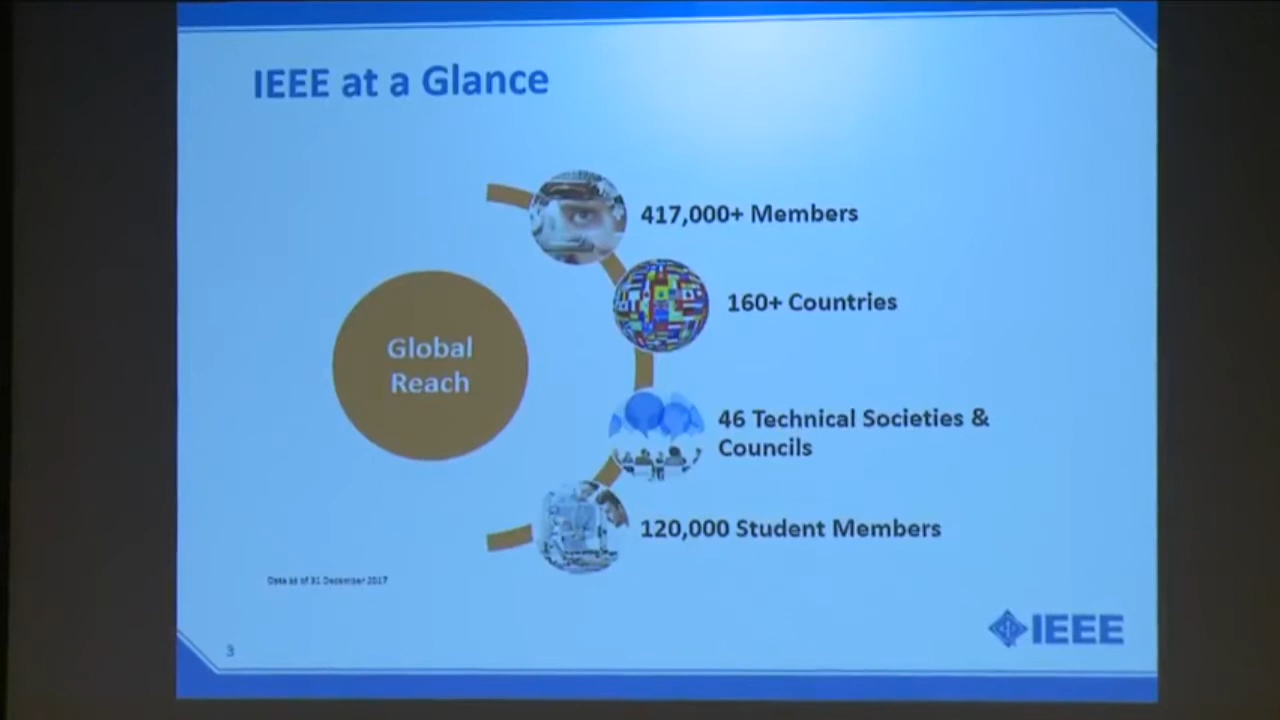 IEEE at a Glance
417,000+ Members
160+ Countries
Global
Reach
46 Technical Societies &
Councils
120,000 Student Members
Data as of 31 December 2017
IEEE
3